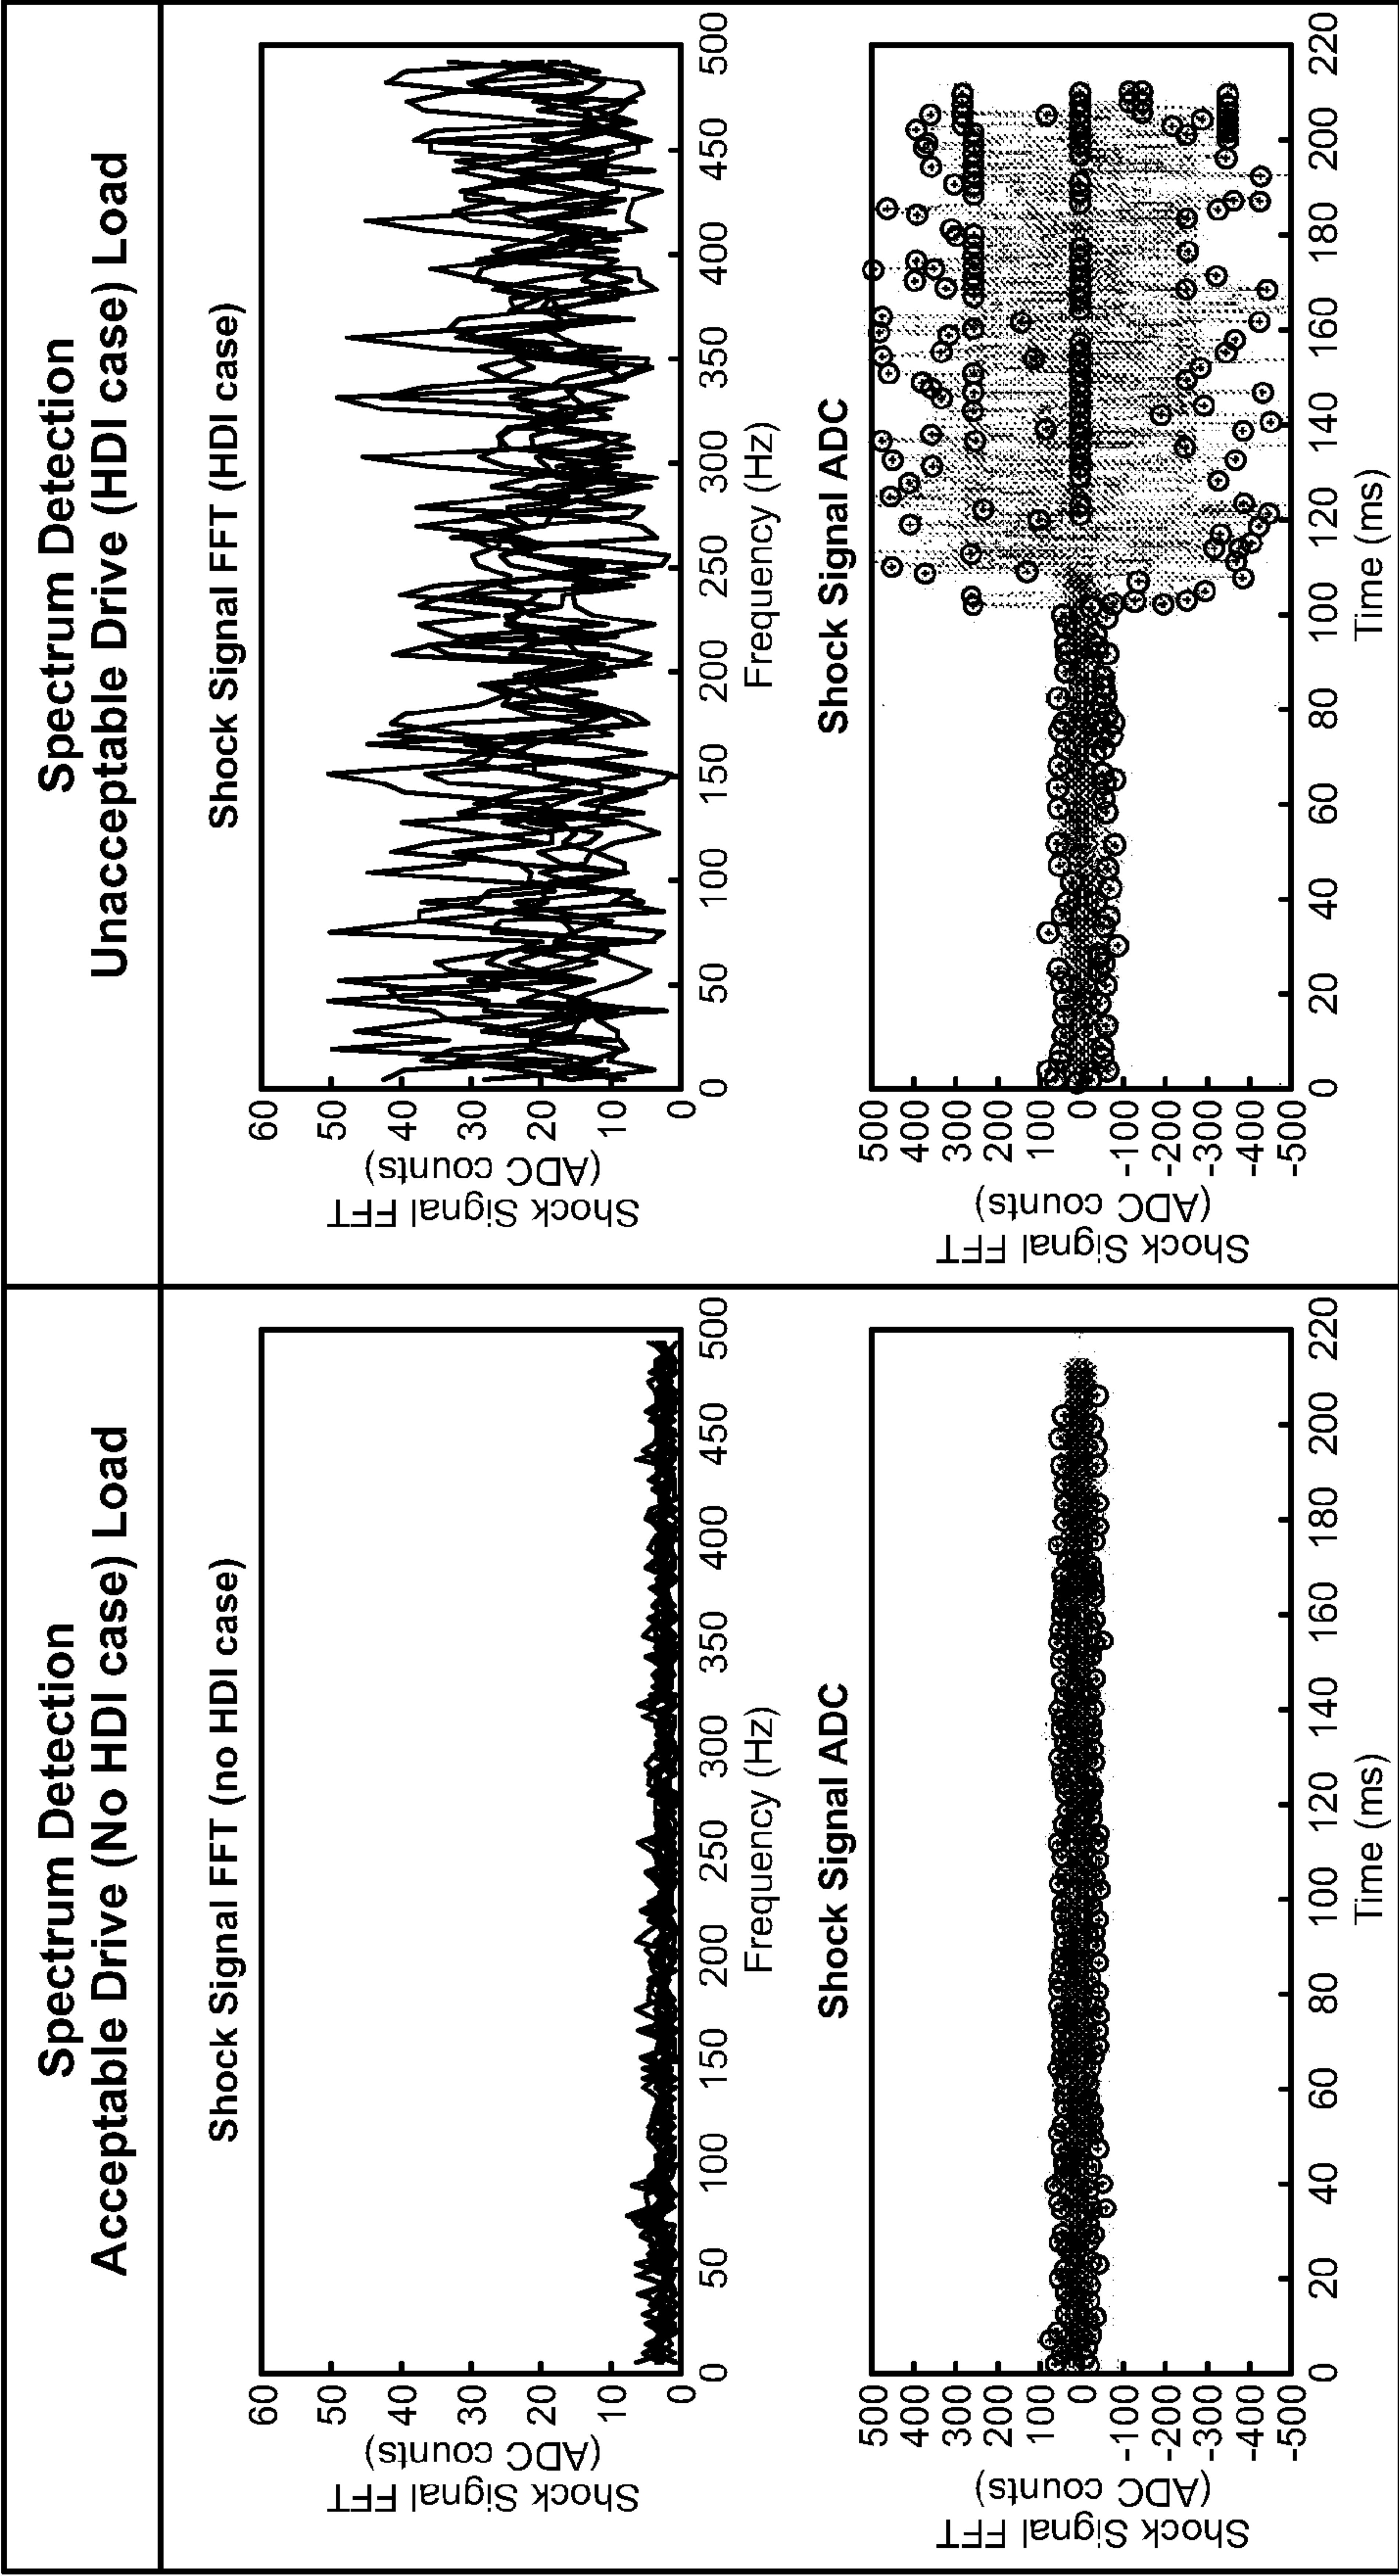 Spectrum Detection
Acceptable Drive (No HDI case) Load
Shock Signal FFT (no HDI case)
60
50
40
30
20
10
0
Shock Signal FFT
(ADC counts)
0 50 100 150 200 250 300 350 400 450 500
Frequency (Hz)
Shock Signal ADC
500
400
300
200
100
0
-100
-200
-300
-400
-500
Shock Signal FFT
(ADC counts)
0 20 40 60 80 100 120 140 160 180 200 220
Time (ms)
Spectrum Detection
Unacceptable Drive (HDI case) Load
Shock Signal FFT (HDI case)
60
50
40
30
20
10
0
Shock Signal FFT
(ADC counts)
0 50 100 150 200 250 300 350 400 450 500
Frequency (Hz)
Shock Signal ADC
500
400
300
200
100
0
-100
-200
-300
-400
-500
Shock Signal FFT
(ADC counts)
0 20 40 60 80 100 120 140 160 180 200 220
Time (ms)